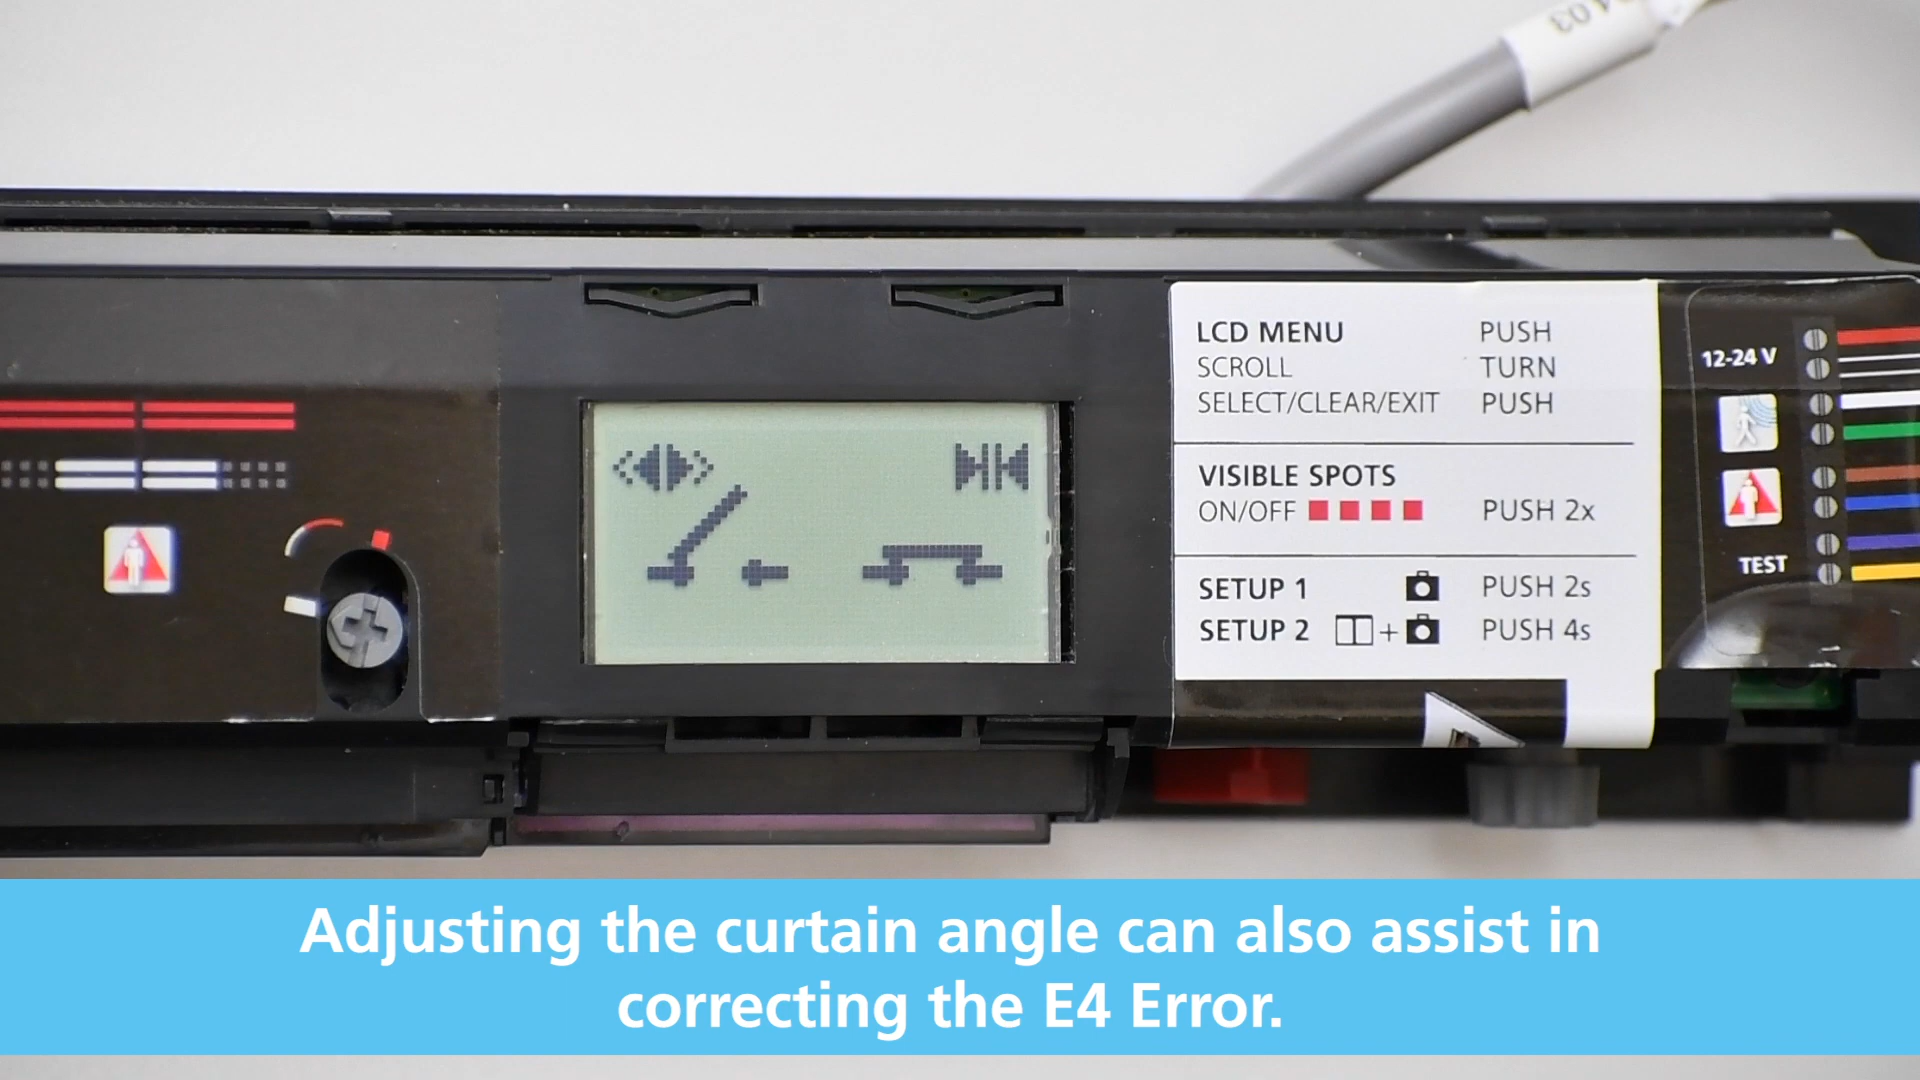 LCD MENU PUSH
SCROLL TURN
SELECT/CLEAR/EXIT PUSH
VISIBLE SPOTS
ON/OFF PUSH 2x
SETUP 1 PUSH 2s
SETUP 2 + PUSH 4s
12-24 V
TEST
Adjusting the curtain angle can also assist in
correcting the E4 Error.